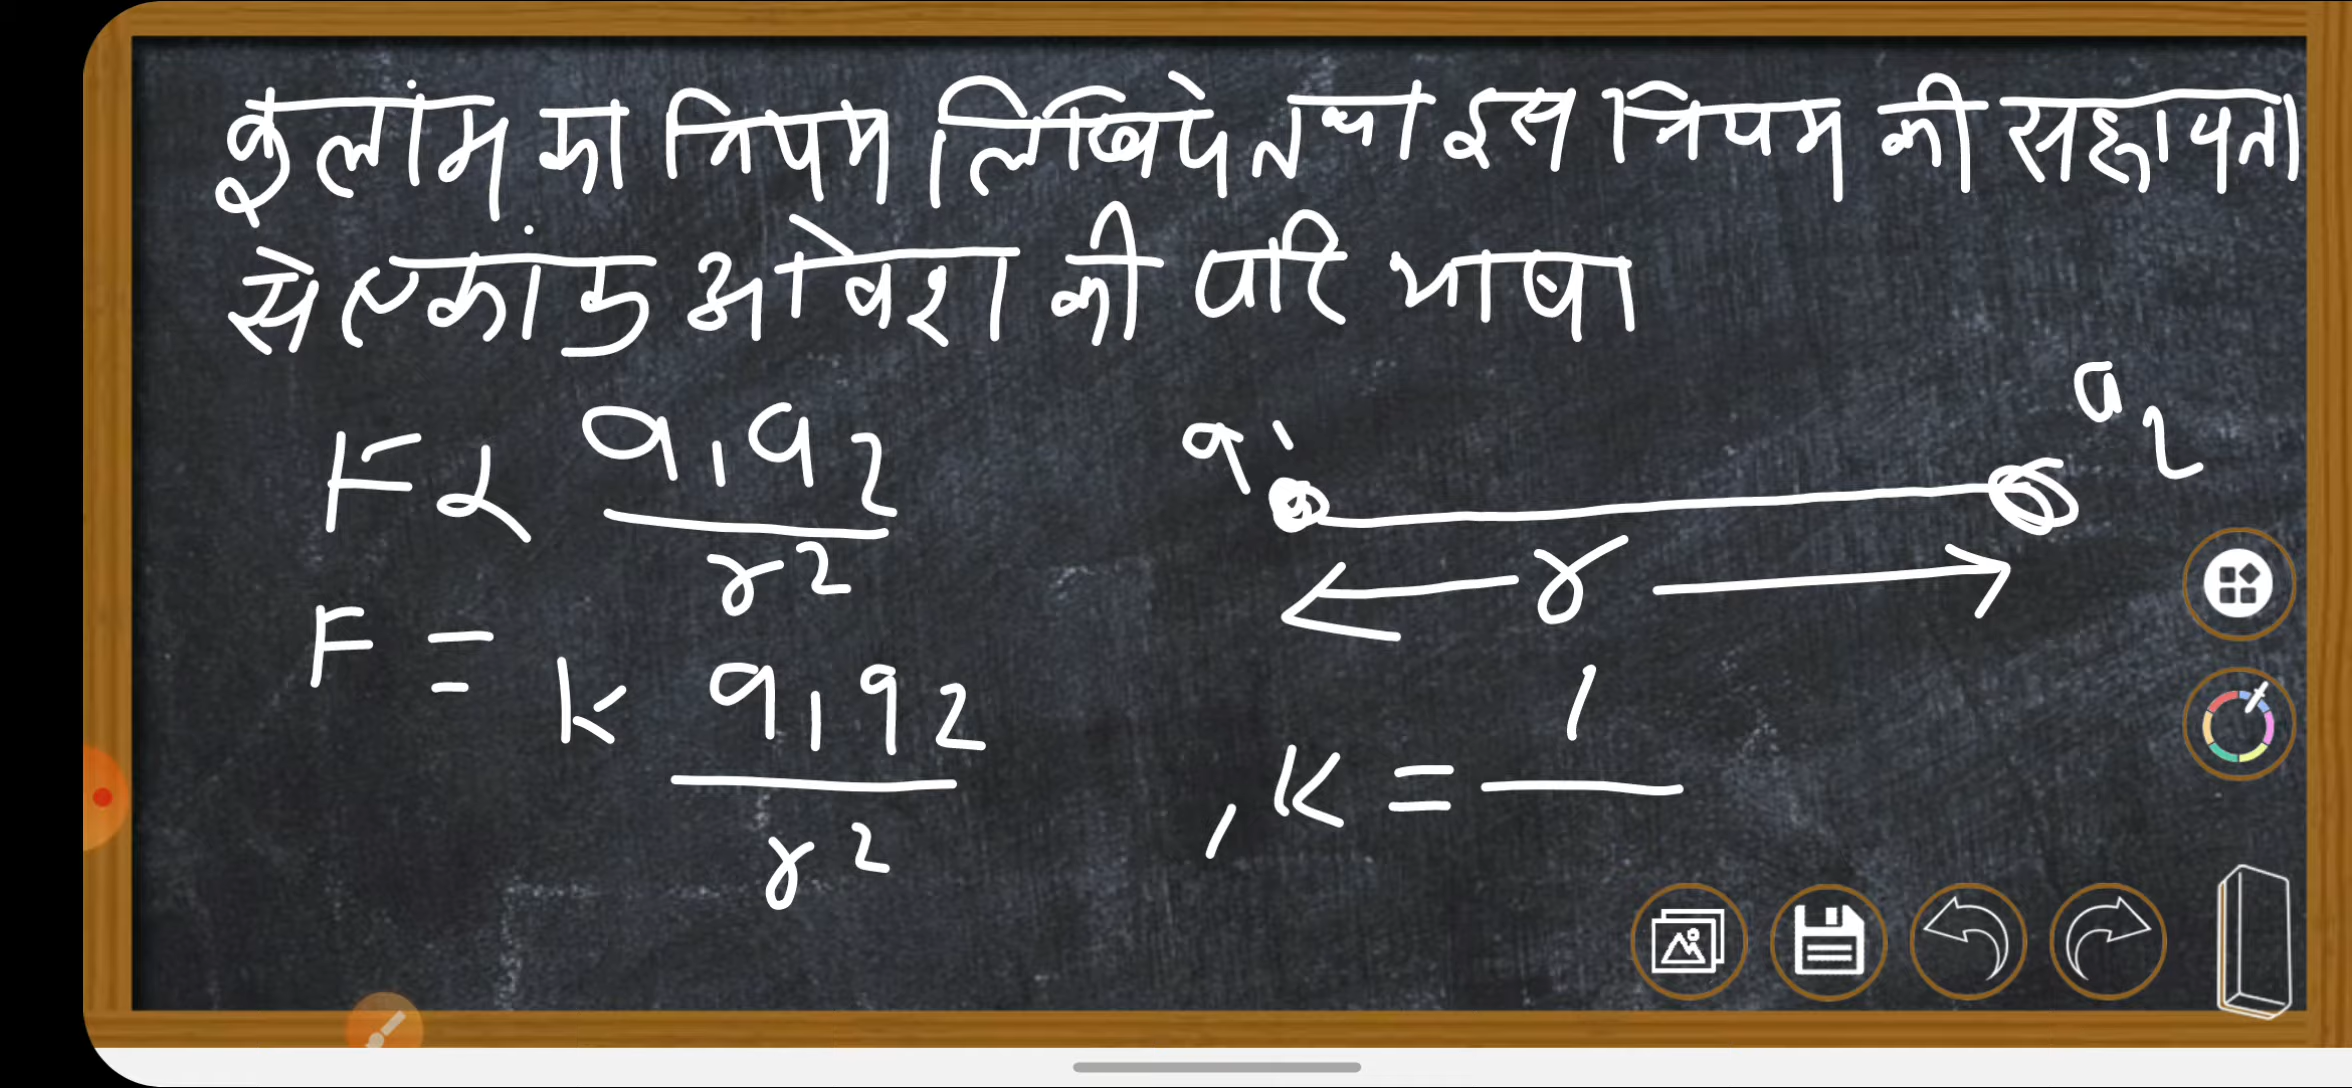 कुलांम का नियम लिखिये तथा इस नियम की सहायता
से एकांक आवेश की परि भाषा
F α q1q2 / r2
q1 q2
r
F = K q1q2 / r2 , K = 1